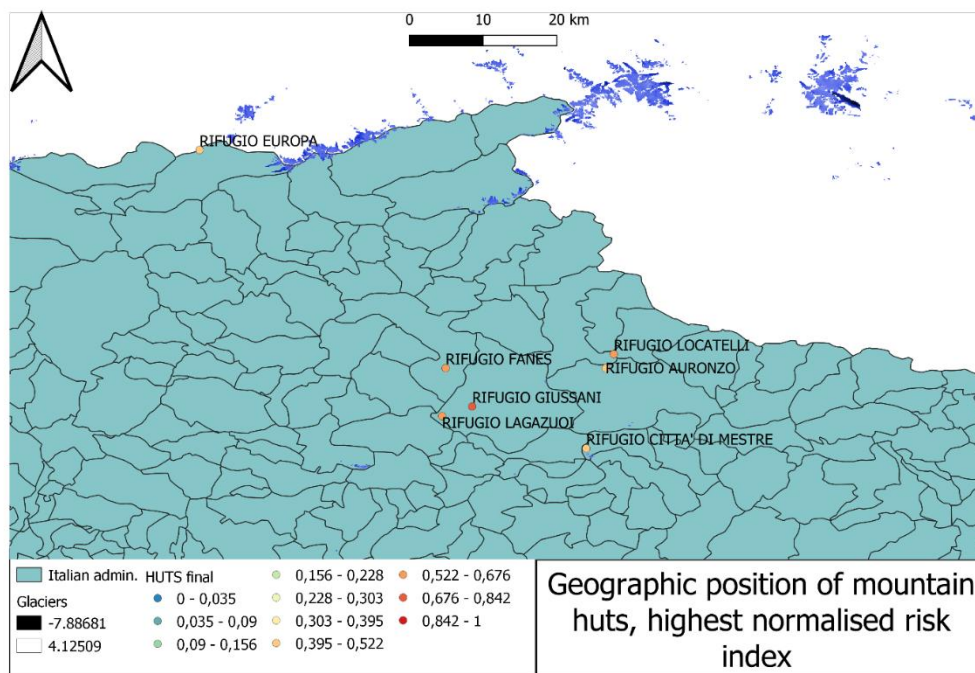 0 10 20 km
RIFUGIO EUROPA
RIFUGIO LOCATELLI
RIFUGIO FANES
RIFUGIO AURONZO
RIFUGIO GIUSSANI
RIFUGIO LAGAZUOI
RIFUGIO CITTA' DI MESTRE
Italian admin.
Glaciers
-7.88681
4.12509
HUTS final
0 - 0,035
0,035 - 0,09
0,09 - 0,156
0,156 - 0,228
0,228 - 0,303
0,303 - 0,395
0,395 - 0,522
0,522 - 0,676
0,676 - 0,842
0,842 - 1
Geographic position of mountain
huts, highest normalised risk
index